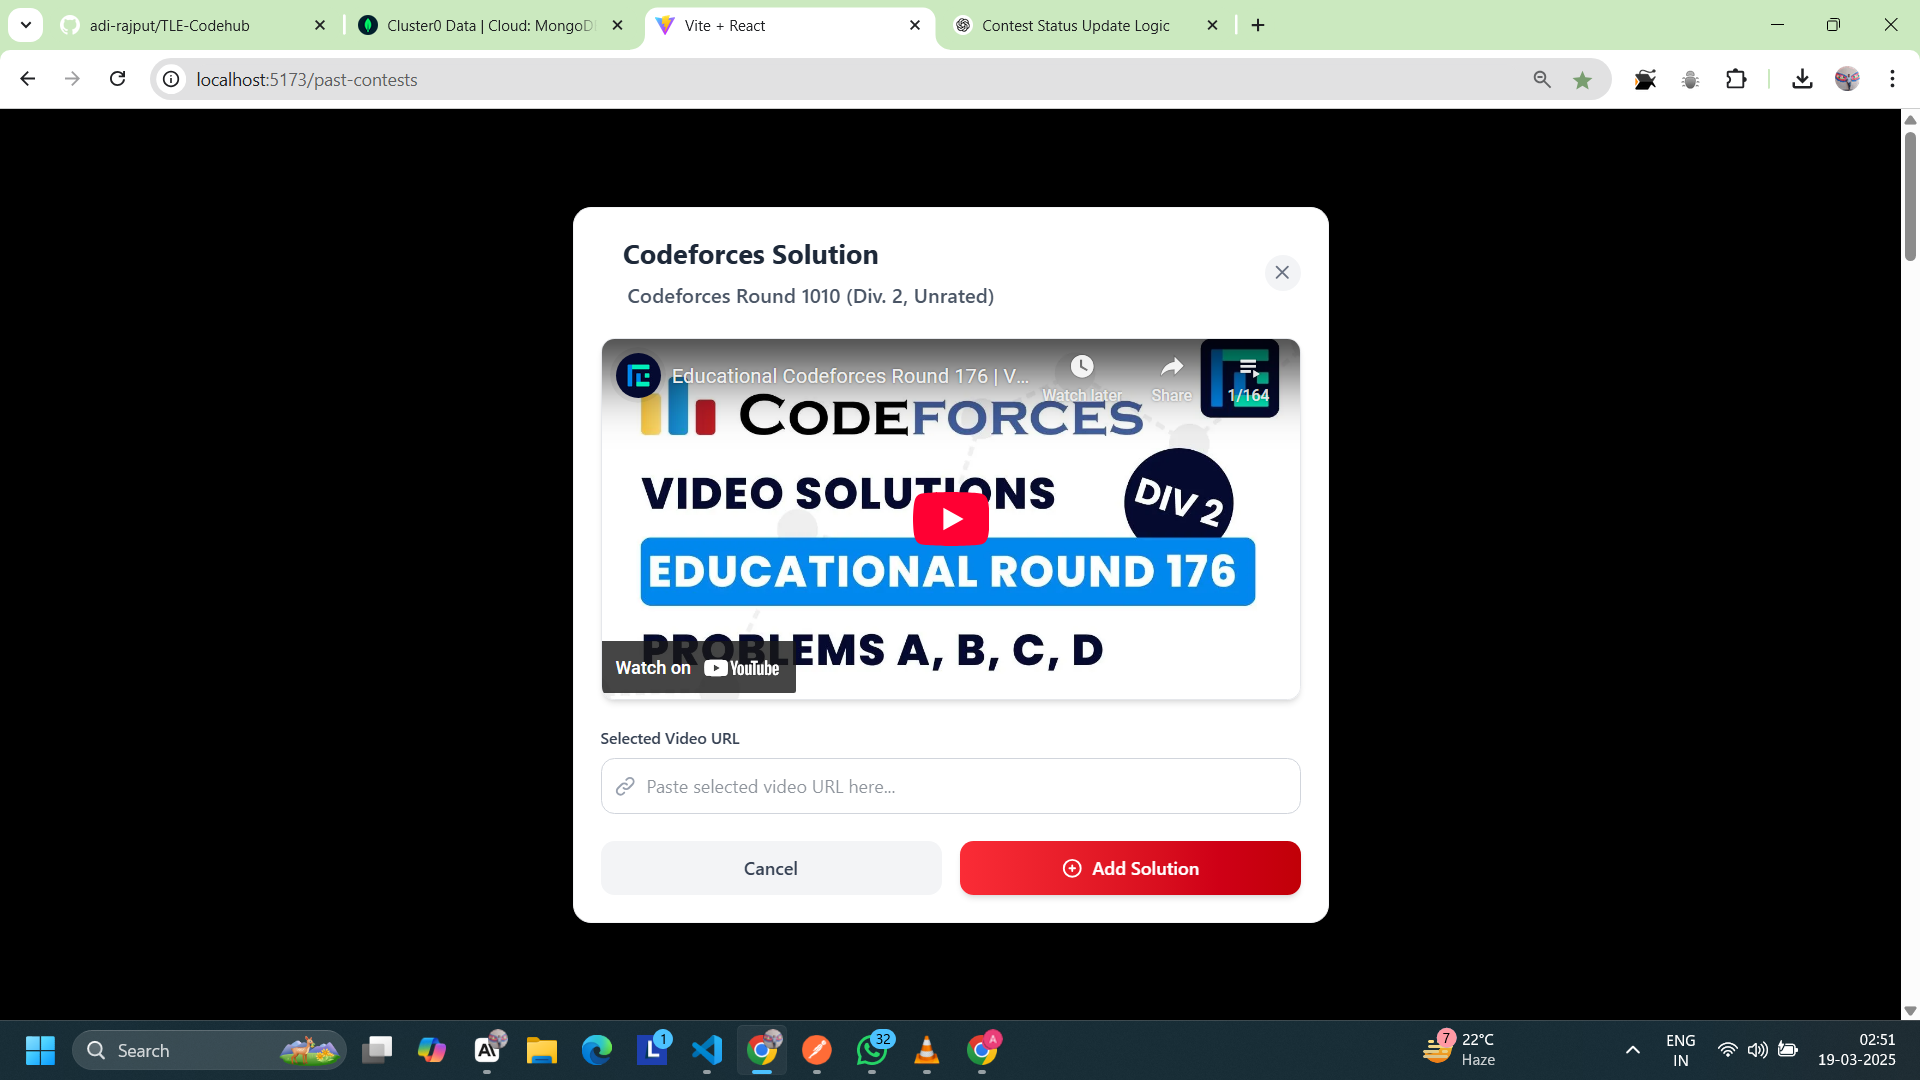 adi-rajput/TLE-Codehub
Cluster0 Data | Cloud: MongoD
Vite + React
Contest Status Update Logic
localhost:5173/past-contests
Codeforces Solution
Codeforces Round 1010 (Div. 2, Unrated)
Educational Codeforces Round 176 | V...
Watch later
Share
1/164
CODEFORCES
VIDEO SOLUTIONS
DIV 2
EDUCATIONAL ROUND 176
PROBLEMS A, B, C, D
Watch on YouTube
Selected Video URL
Paste selected video URL here...
Cancel
Add Solution
Search
1
32
A
7
22°C
Haze
ENG
IN
02:51
19-03-2025